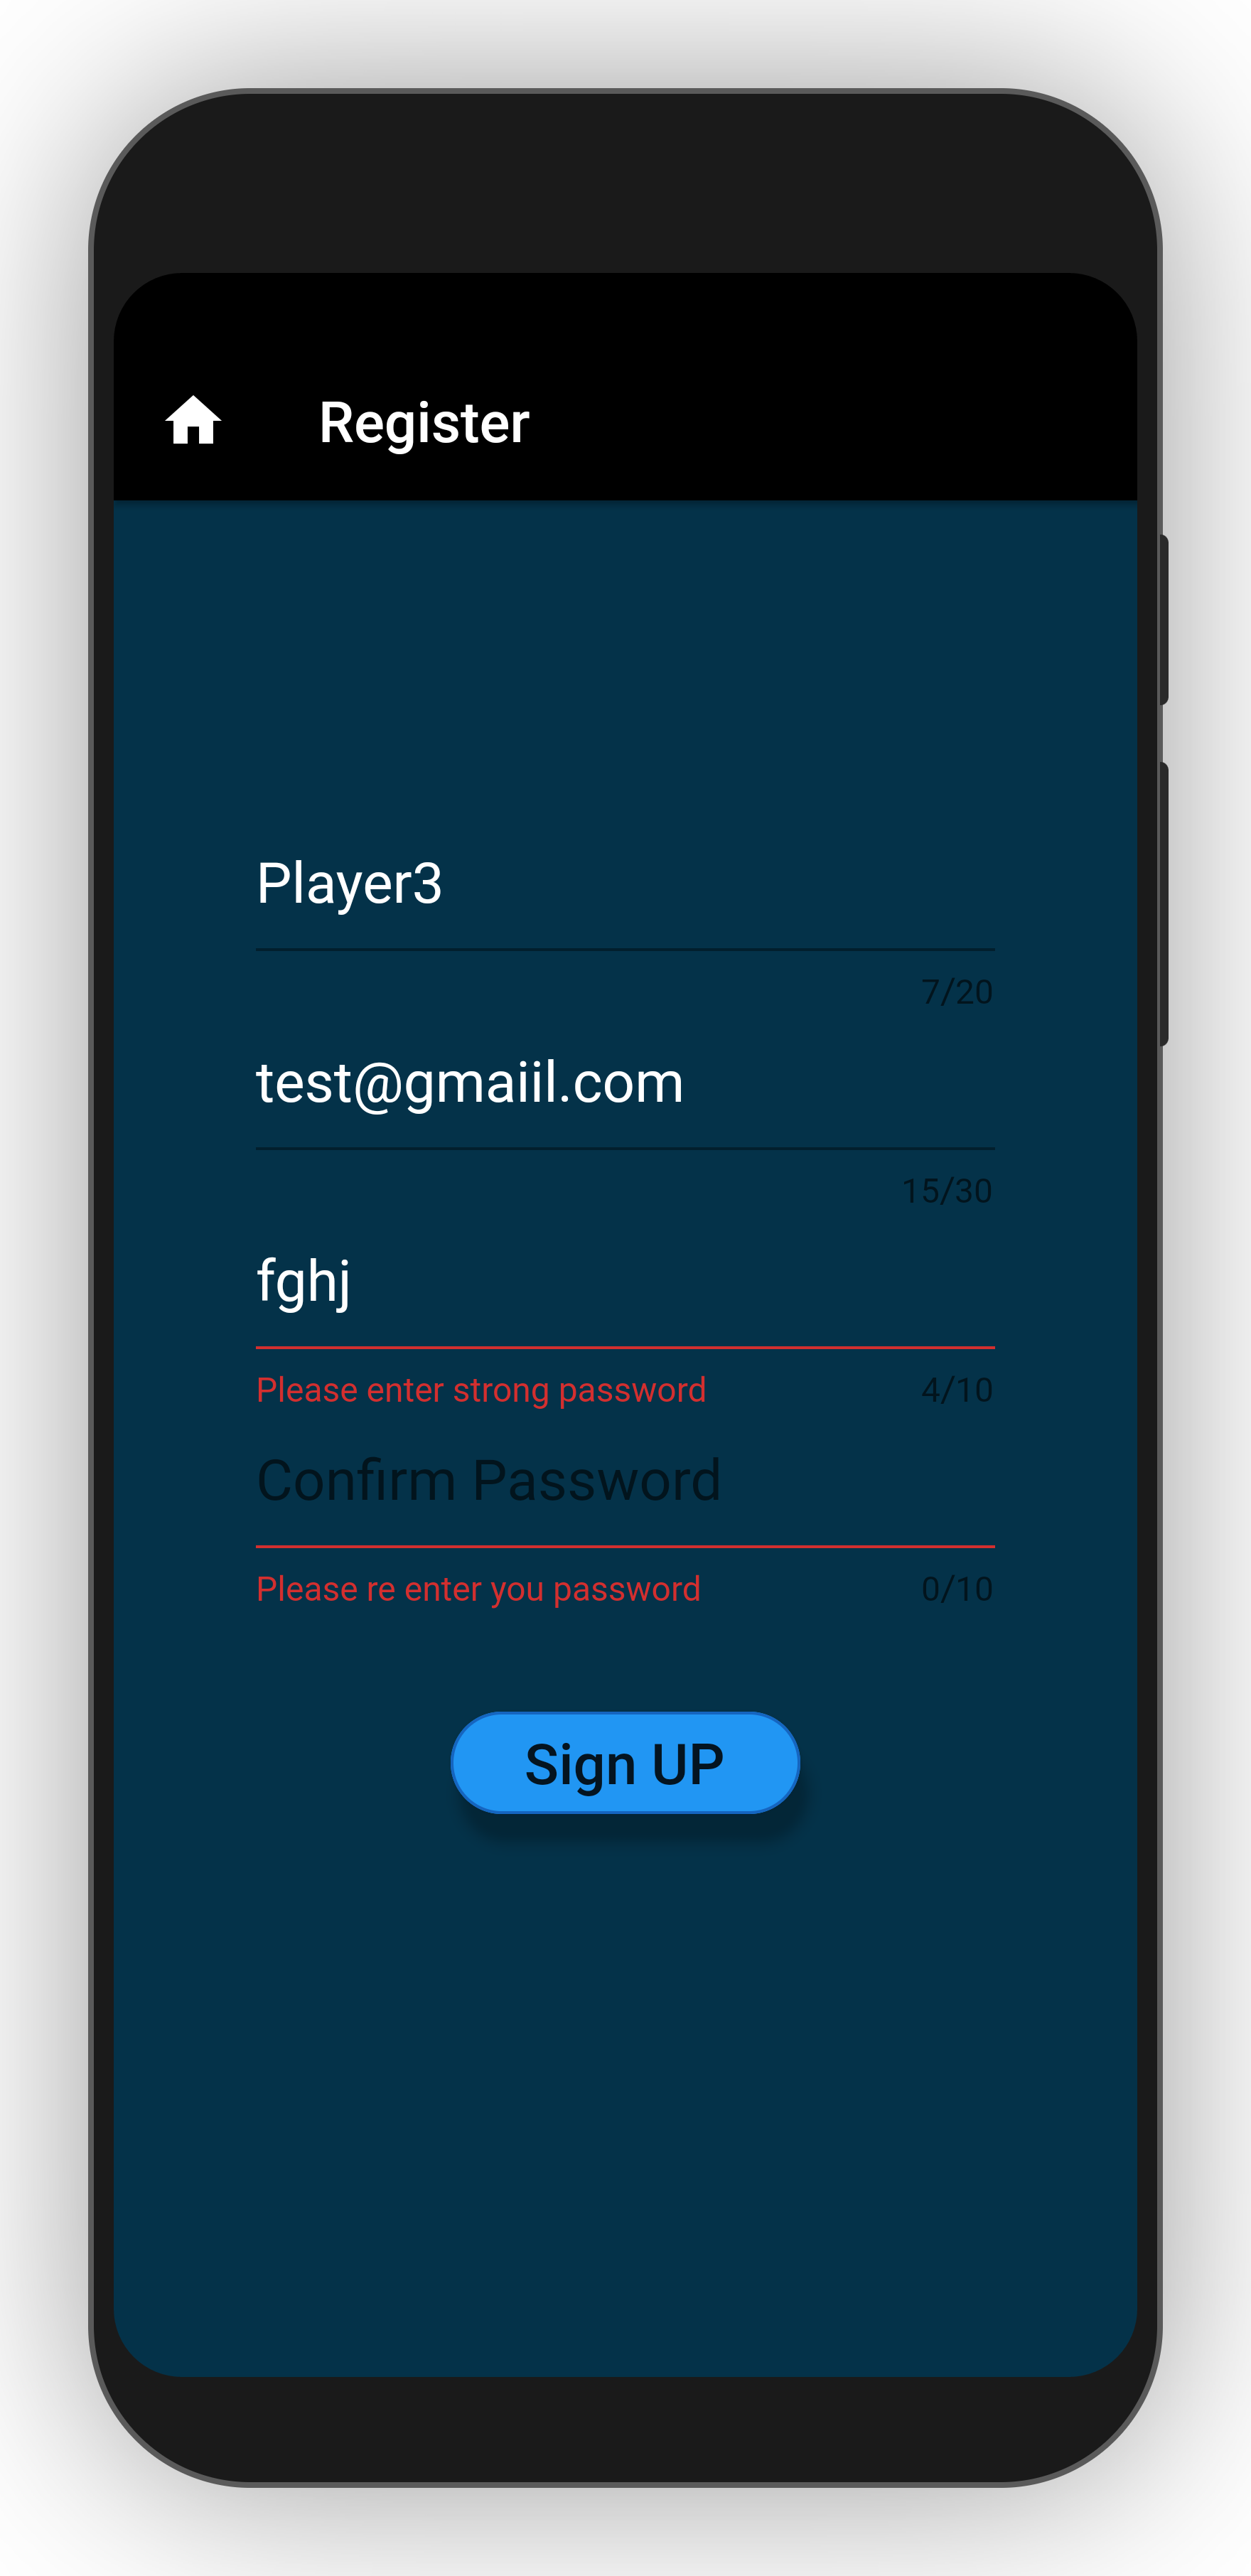 Register
Player3
7/20
test@gmaiil.com
15/30
fghj
Please enter strong password 4/10
Confirm Password
Please re enter you password 0/10
Sign UP